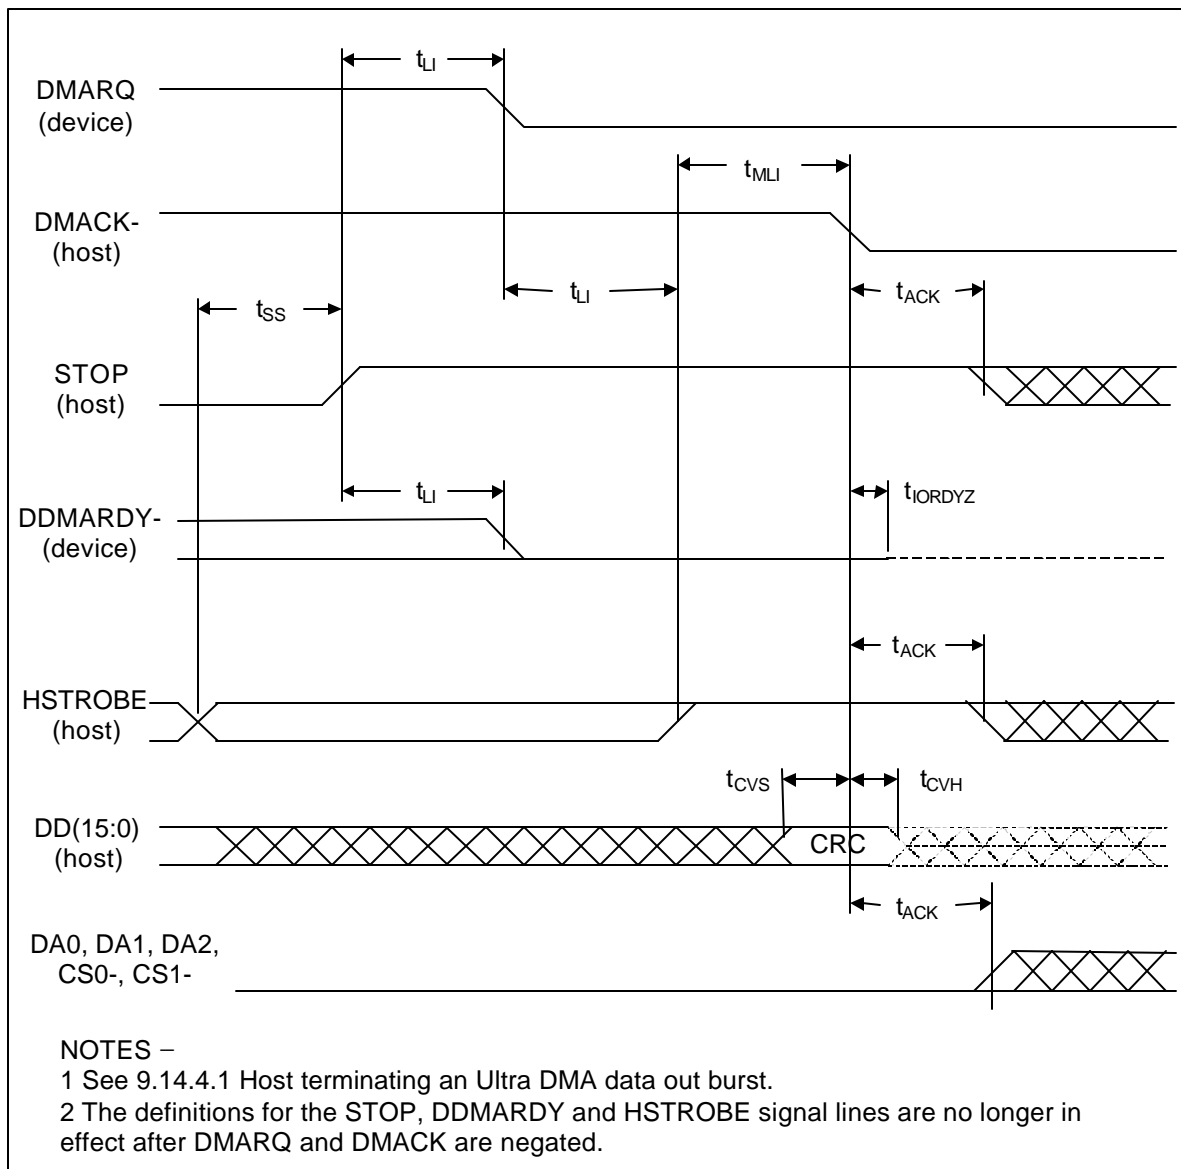 tLI
DMARQ
(device)
tMLI
DMACK-
(host)
tSS
tLI
tACK
STOP
(host)
tLI
tIORDYZ
DDMARDY-
(device)
tACK
HSTROBE
(host)
tCVS
tCVH
DD(15:0)
(host)
CRC
tACK
DA0, DA1, DA2,
CS0-, CS1-
NOTES –
1 See 9.14.4.1 Host terminating an Ultra DMA data out burst.
2 The definitions for the STOP, DDMARDY and HSTROBE signal lines are no longer in
effect after DMARQ and DMACK are negated.